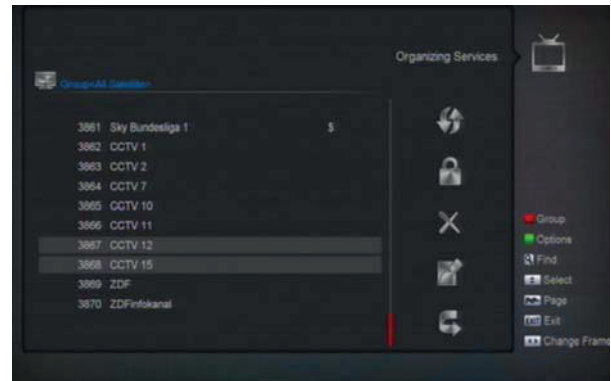 Organizing Services
Group<All Satellite>
3861 Sky Bundesliga 1 $
3862 CCTV 1
3863 CCTV 2
3864 CCTV 7
3865 CCTV 10
3866 CCTV 11
3867 CCTV 12
3868 CCTV 15
3869 ZDF
3870 ZDFinfokanal
Group
Options
Find
Select
Page
EXIT Exit
Change Frame